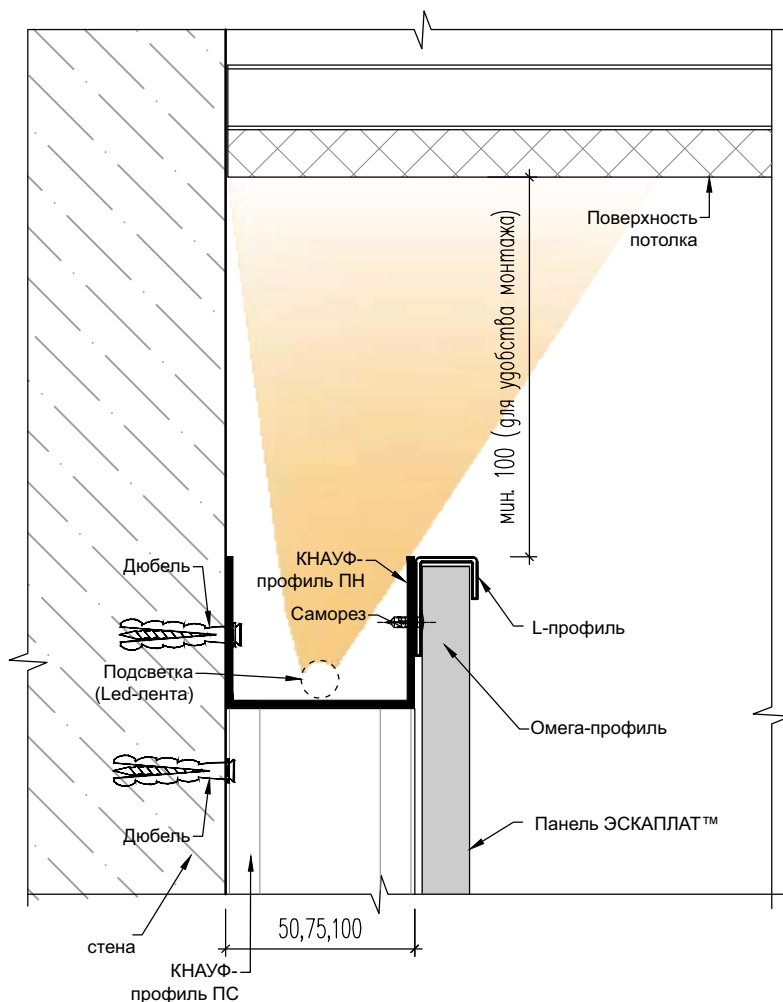 Поверхность
потолка
мин. 100 (для удобства монтажа)
КНАУФ-
профиль ПН
Дюбель
Саморез
L-профиль
Подсветка
(Led-лента)
Омега-профиль
Панель ЭСКАПЛАТ™
Дюбель
50,75,100
стена
КНАУФ-
профиль ПС